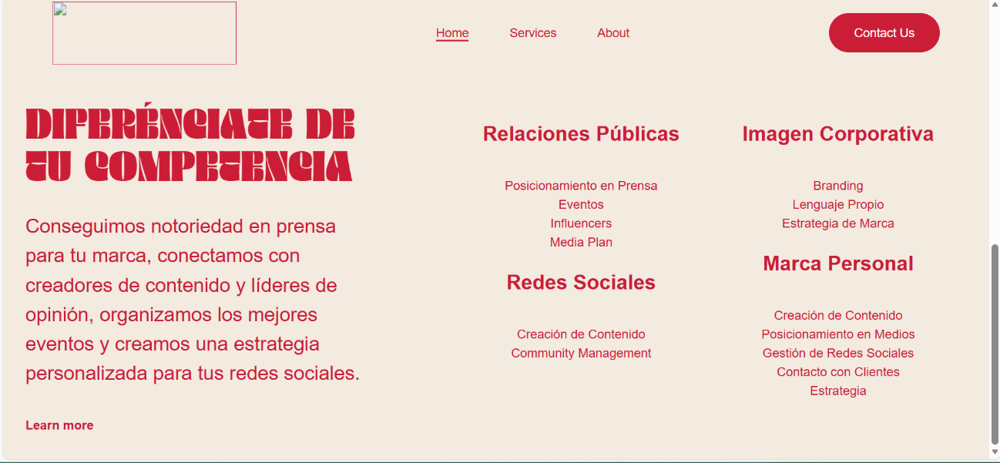 Home
Services
About
Contact Us
DIFERÉNCIATE DE
TU COMPETENCIA
Conseguimos notoriedad en prensa
para tu marca, conectamos con
creadores de contenido y líderes de
opinión, organizamos los mejores
eventos y creamos una estrategia
personalizada para tus redes sociales.
Learn more
Relaciones Públicas
Posicionamiento en Prensa
Eventos
Influencers
Media Plan
Redes Sociales
Creación de Contenido
Community Management
Imagen Corporativa
Branding
Lenguaje Propio
Estrategia de Marca
Marca Personal
Creación de Contenido
Posicionamiento en Medios
Gestión de Redes Sociales
Contacto con Clientes
Estrategia